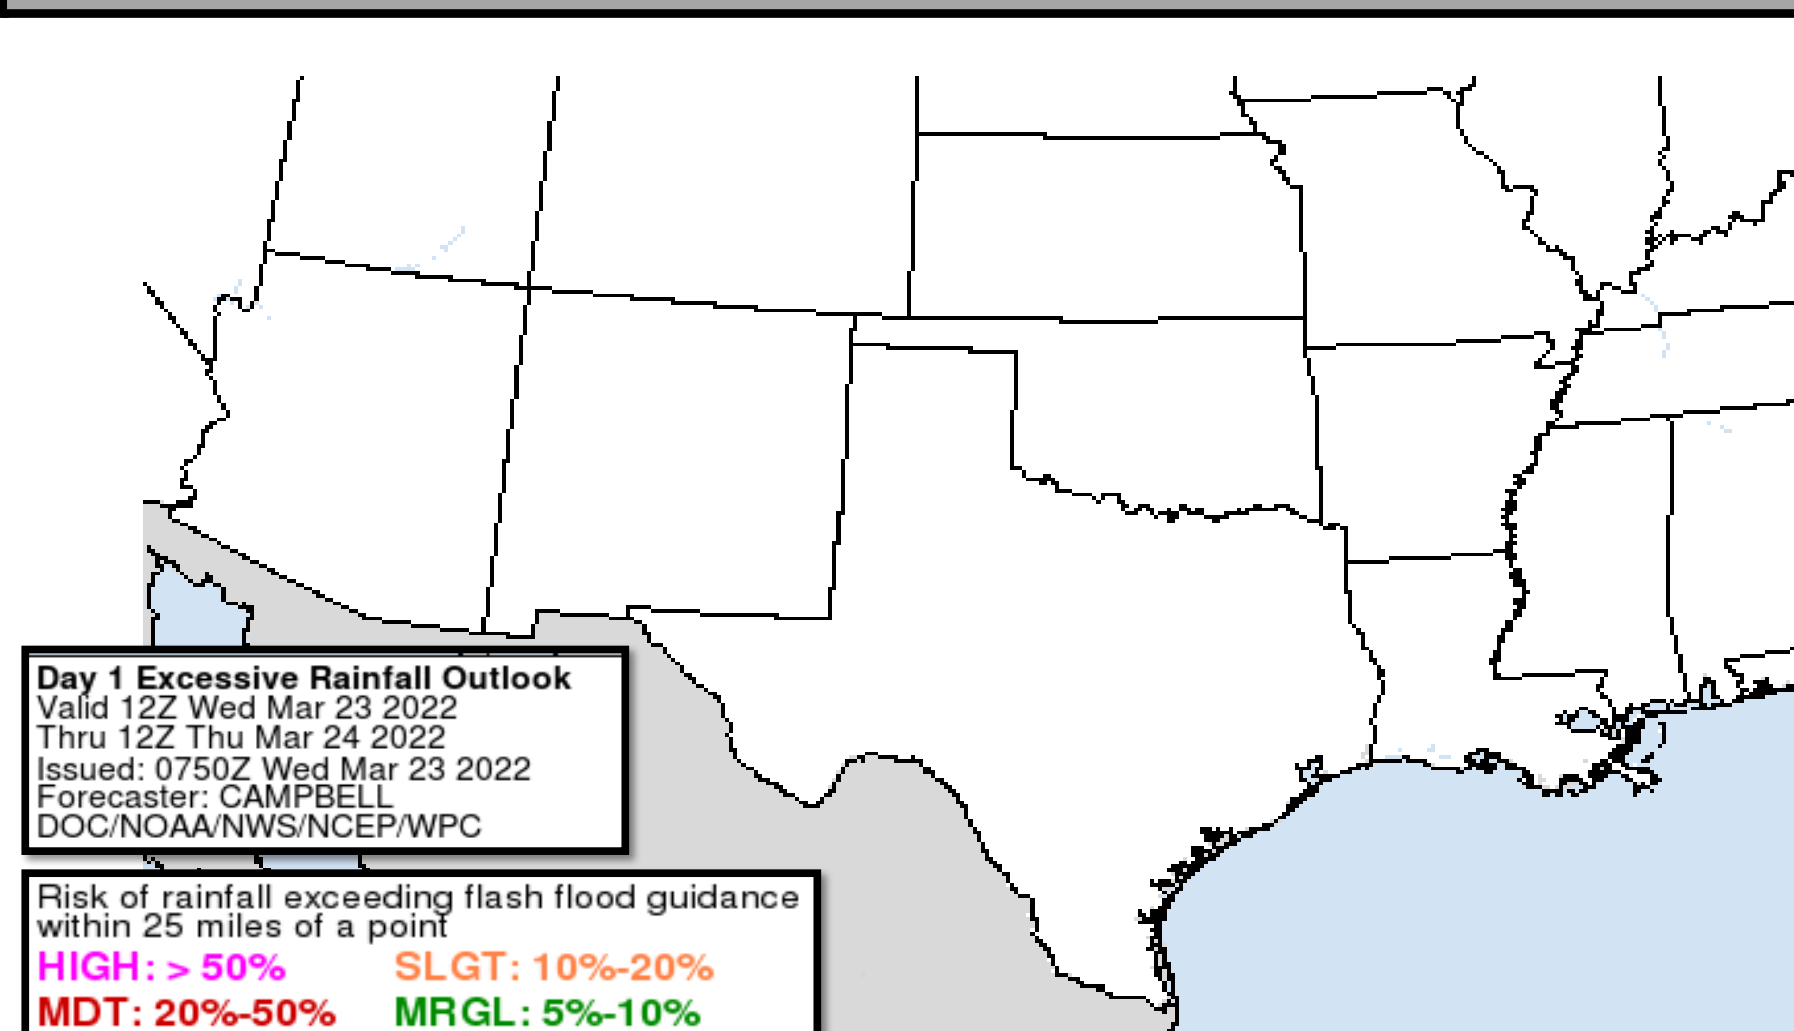 Day 1 Excessive Rainfall Outlook
Valid 12Z Wed Mar 23 2022
Thru 12Z Thu Mar 24 2022
Issued: 0750Z Wed Mar 23 2022
Forecaster: CAMPBELL
DOC/NOAA/NWS/NCEP/WPC
Risk of rainfall exceeding flash flood guidance
within 25 miles of a point
HIGH: > 50% SLGT: 10%-20%
MDT: 20%-50% MRGL: 5%-10%